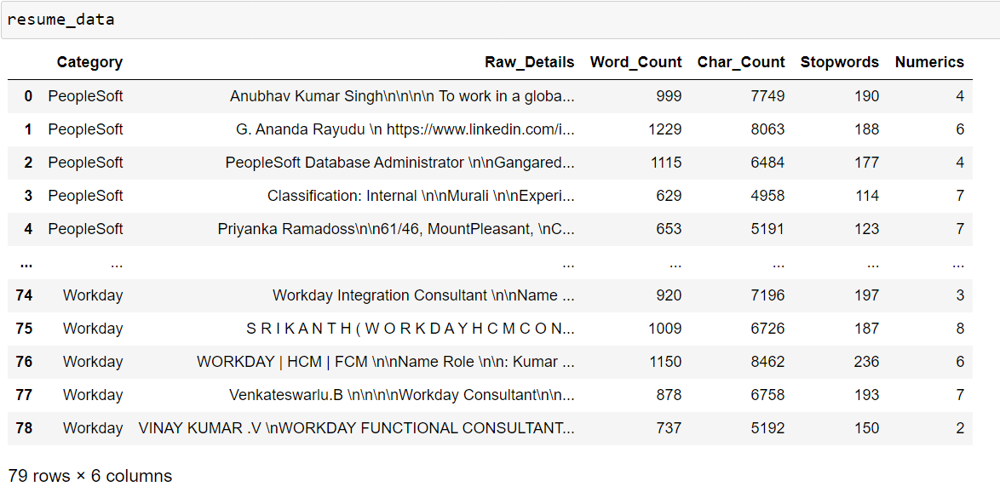 resume_data
Category Raw_Details Word_Count Char_Count Stopwords Numerics
0 PeopleSoft Anubhav Kumar Singh\n\n\n\n\n To work in a globa... 999 7749 190 4
1 PeopleSoft G. Ananda Rayudu \n https://www.linkedin.com/i... 1229 8063 188 6
2 PeopleSoft PeopleSoft Database Administrator \n\nGangared... 1115 6484 177 4
3 PeopleSoft Classification: Internal \n\nMurali \n\nExperi... 629 4958 114 7
4 PeopleSoft Priyanka Ramadoss\n\n61/46, MountPleasant, \nC... 653 5191 123 7
... ... ... ... ... ... ...
74 Workday Workday Integration Consultant \n\nName ... 920 7196 197 3
75 Workday S R I K A N T H ( W O R K D A Y H C M C O N... 1009 6726 187 8
76 Workday WORKDAY | HCM | FCM \n\nName Role \n\n: Kumar ... 1150 8462 236 6
77 Workday Venkateswarlu.B \n\n\n\nWorkday Consultant\n\n... 878 6758 193 7
78 Workday VINAY KUMAR .V \nWORKDAY FUNCTIONAL CONSULTANT... 737 5192 150 2
79 rows × 6 columns